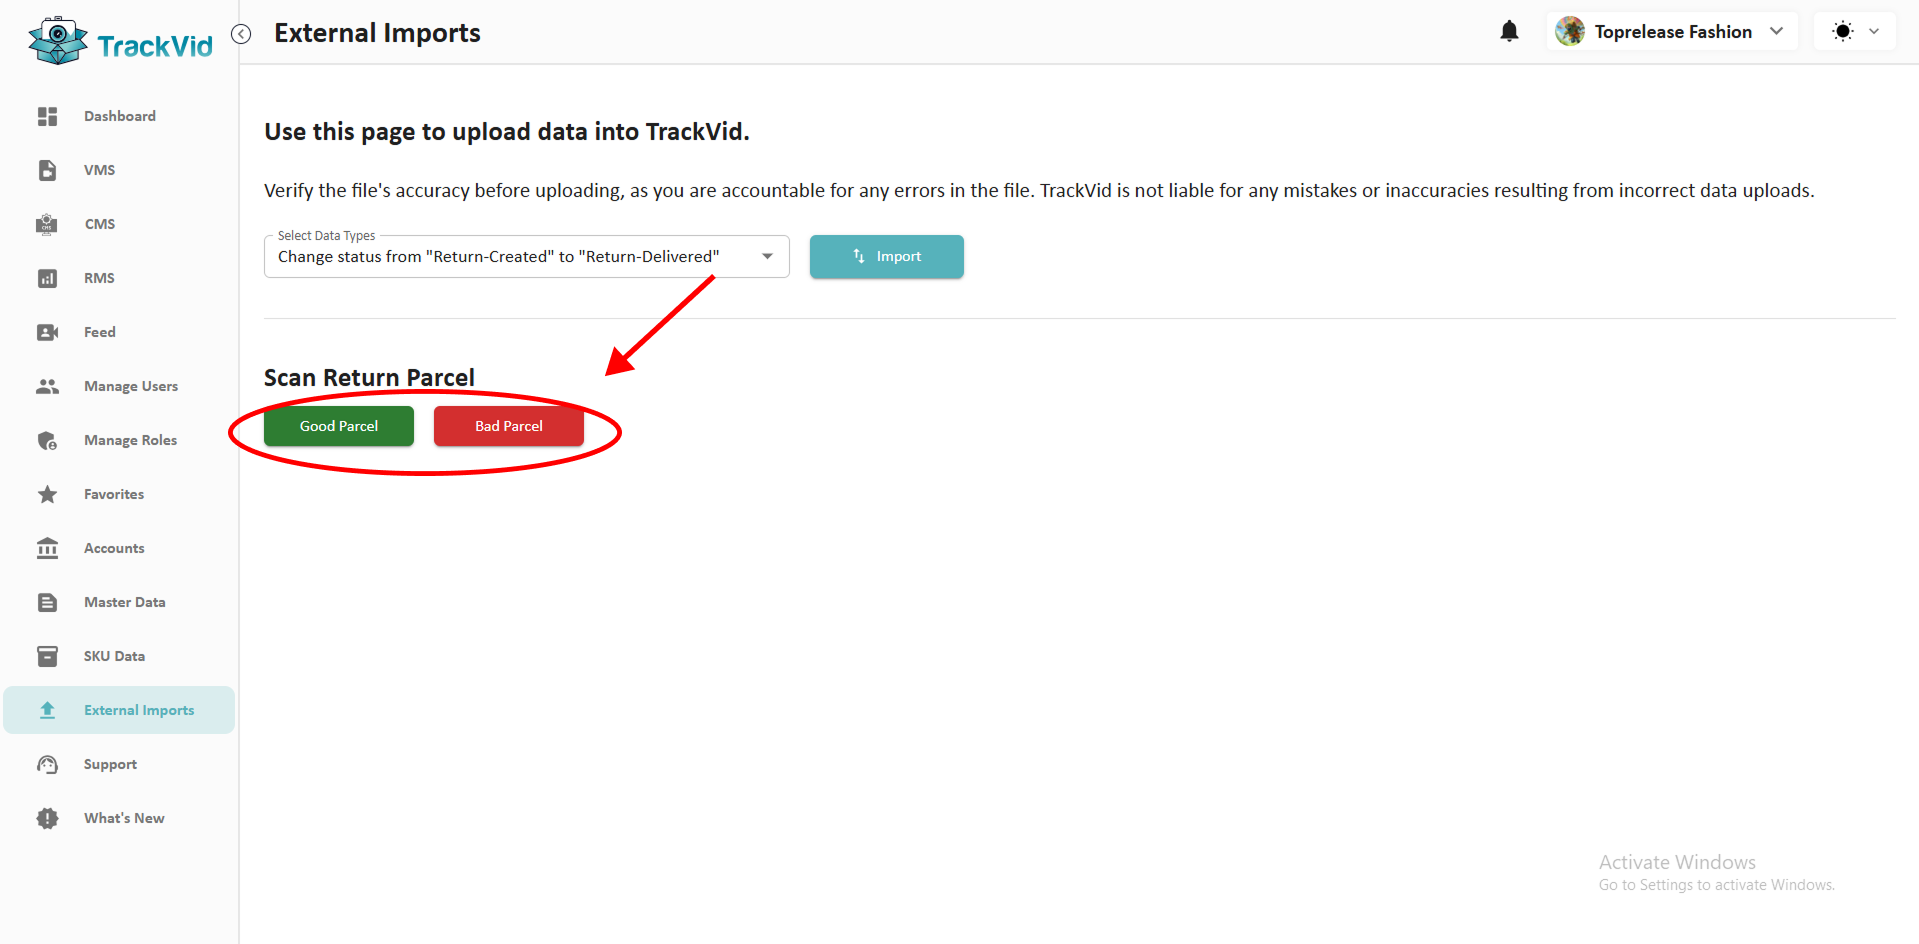 TrackVid
External Imports
Toprelease Fashion
Dashboard
VMS
CMS
RMS
Feed
Manage Users
Manage Roles
Favorites
Accounts
Master Data
SKU Data
External Imports
Support
What's New
Use this page to upload data into TrackVid.
Verify the file's accuracy before uploading, as you are accountable for any errors in the file. TrackVid is not liable for any mistakes or inaccuracies resulting from incorrect data uploads.
Select Data Types
Change status from "Return-Created" to "Return-Delivered"
Import
Scan Return Parcel
Good Parcel
Bad Parcel
Activate Windows
Go to Settings to activate Windows.